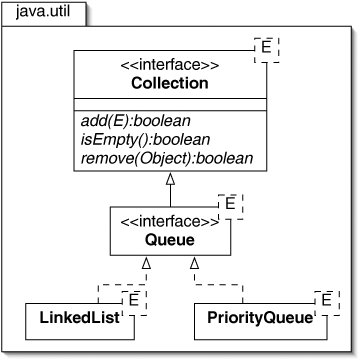 java.util
E
<<interface>>
Collection
add(E):boolean
isEmpty():boolean
remove(Object):boolean
E
<<interface>>
Queue
E
LinkedList
E
PriorityQueue